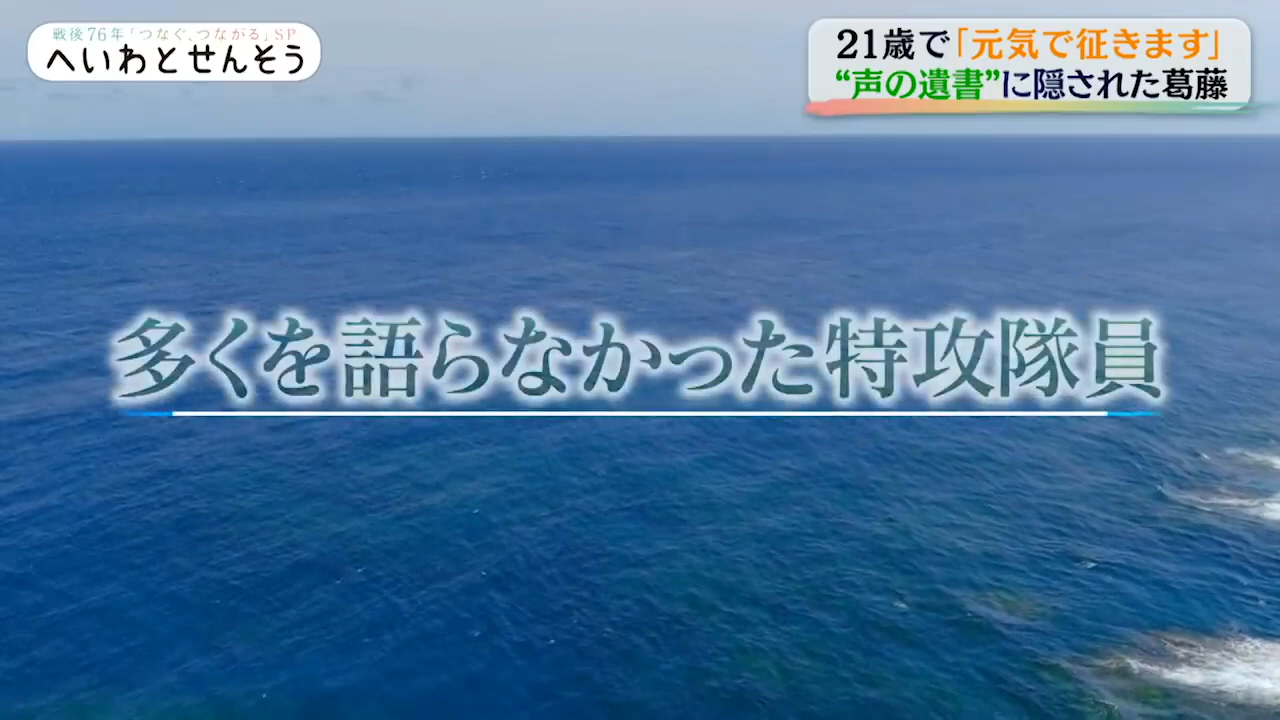 戦後76年「つなぐ、つながる」SP
へいわとせんそう
21歳で「元気で征きます」
“声の遺書”に隠された葛藤
多くを語らなかった特攻隊員